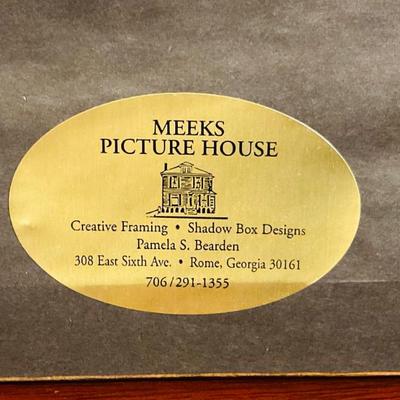 MEEKS
PICTURE HOUSE
Creative Framing • Shadow Box Designs
Pamela S. Bearden
308 East Sixth Ave. • Rome, Georgia 30161
706/291-1355